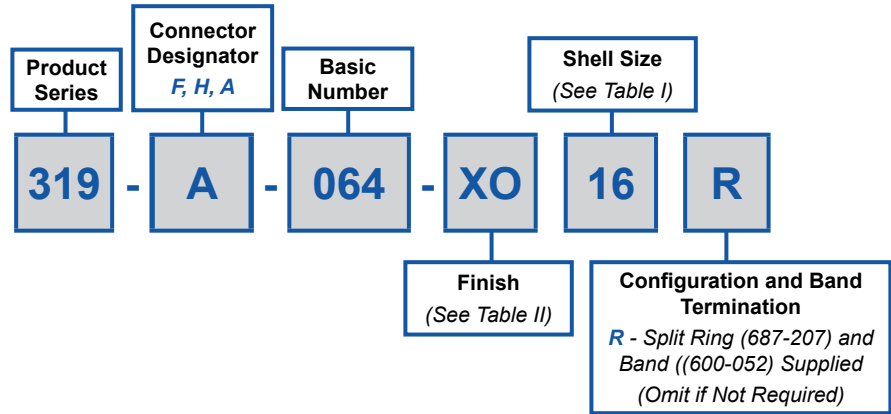 Product
Series
Connector
Designator
F, H, A
Basic
Number
Shell Size
(See Table I)
319 - A - 064 - XO 16 R
Finish
(See Table II)
Configuration and Band
Termination
R - Split Ring (687-207) and
Band ((600-052) Supplied
(Omit if Not Required)